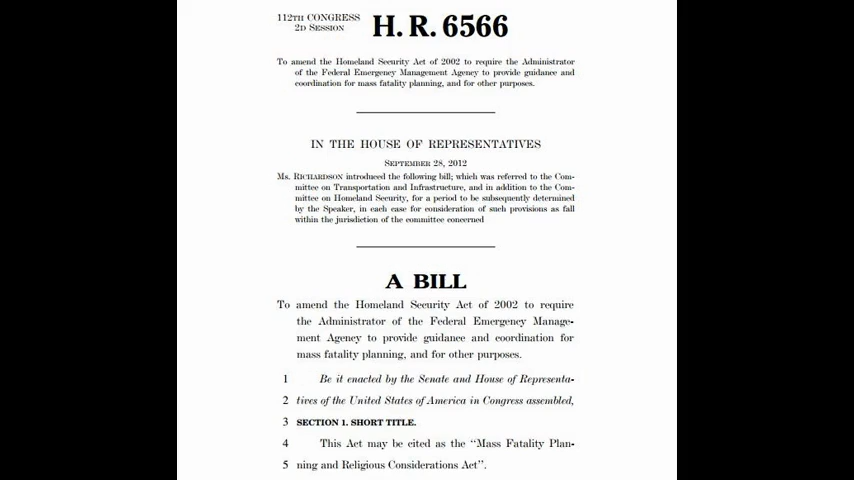 112TH CONGRESS
2D SESSION
H. R. 6566
To amend the Homeland Security Act of 2002 to require the Administrator
of the Federal Emergency Management Agency to provide guidance and
coordination for mass fatality planning, and for other purposes.
IN THE HOUSE OF REPRESENTATIVES
SEPTEMBER 28, 2012
Ms. RICHARDSON introduced the following bill; which was referred to the Com-
mittee on Transportation and Infrastructure, and in addition to the Com-
mittee on Homeland Security, for a period to be subsequently determined
by the Speaker, in each case for consideration of such provisions as fall
within the jurisdiction of the committee concerned
A BILL
To amend the Homeland Security Act of 2002 to require
the Administrator of the Federal Emergency Manage-
ment Agency to provide guidance and coordination for
mass fatality planning, and for other purposes.
1 Be it enacted by the Senate and House of Representa-
2 tives of the United States of America in Congress assembled,
3 SECTION 1. SHORT TITLE.
4 This Act may be cited as the ‘‘Mass Fatality Plan-
5 ning and Religious Considerations Act’’.